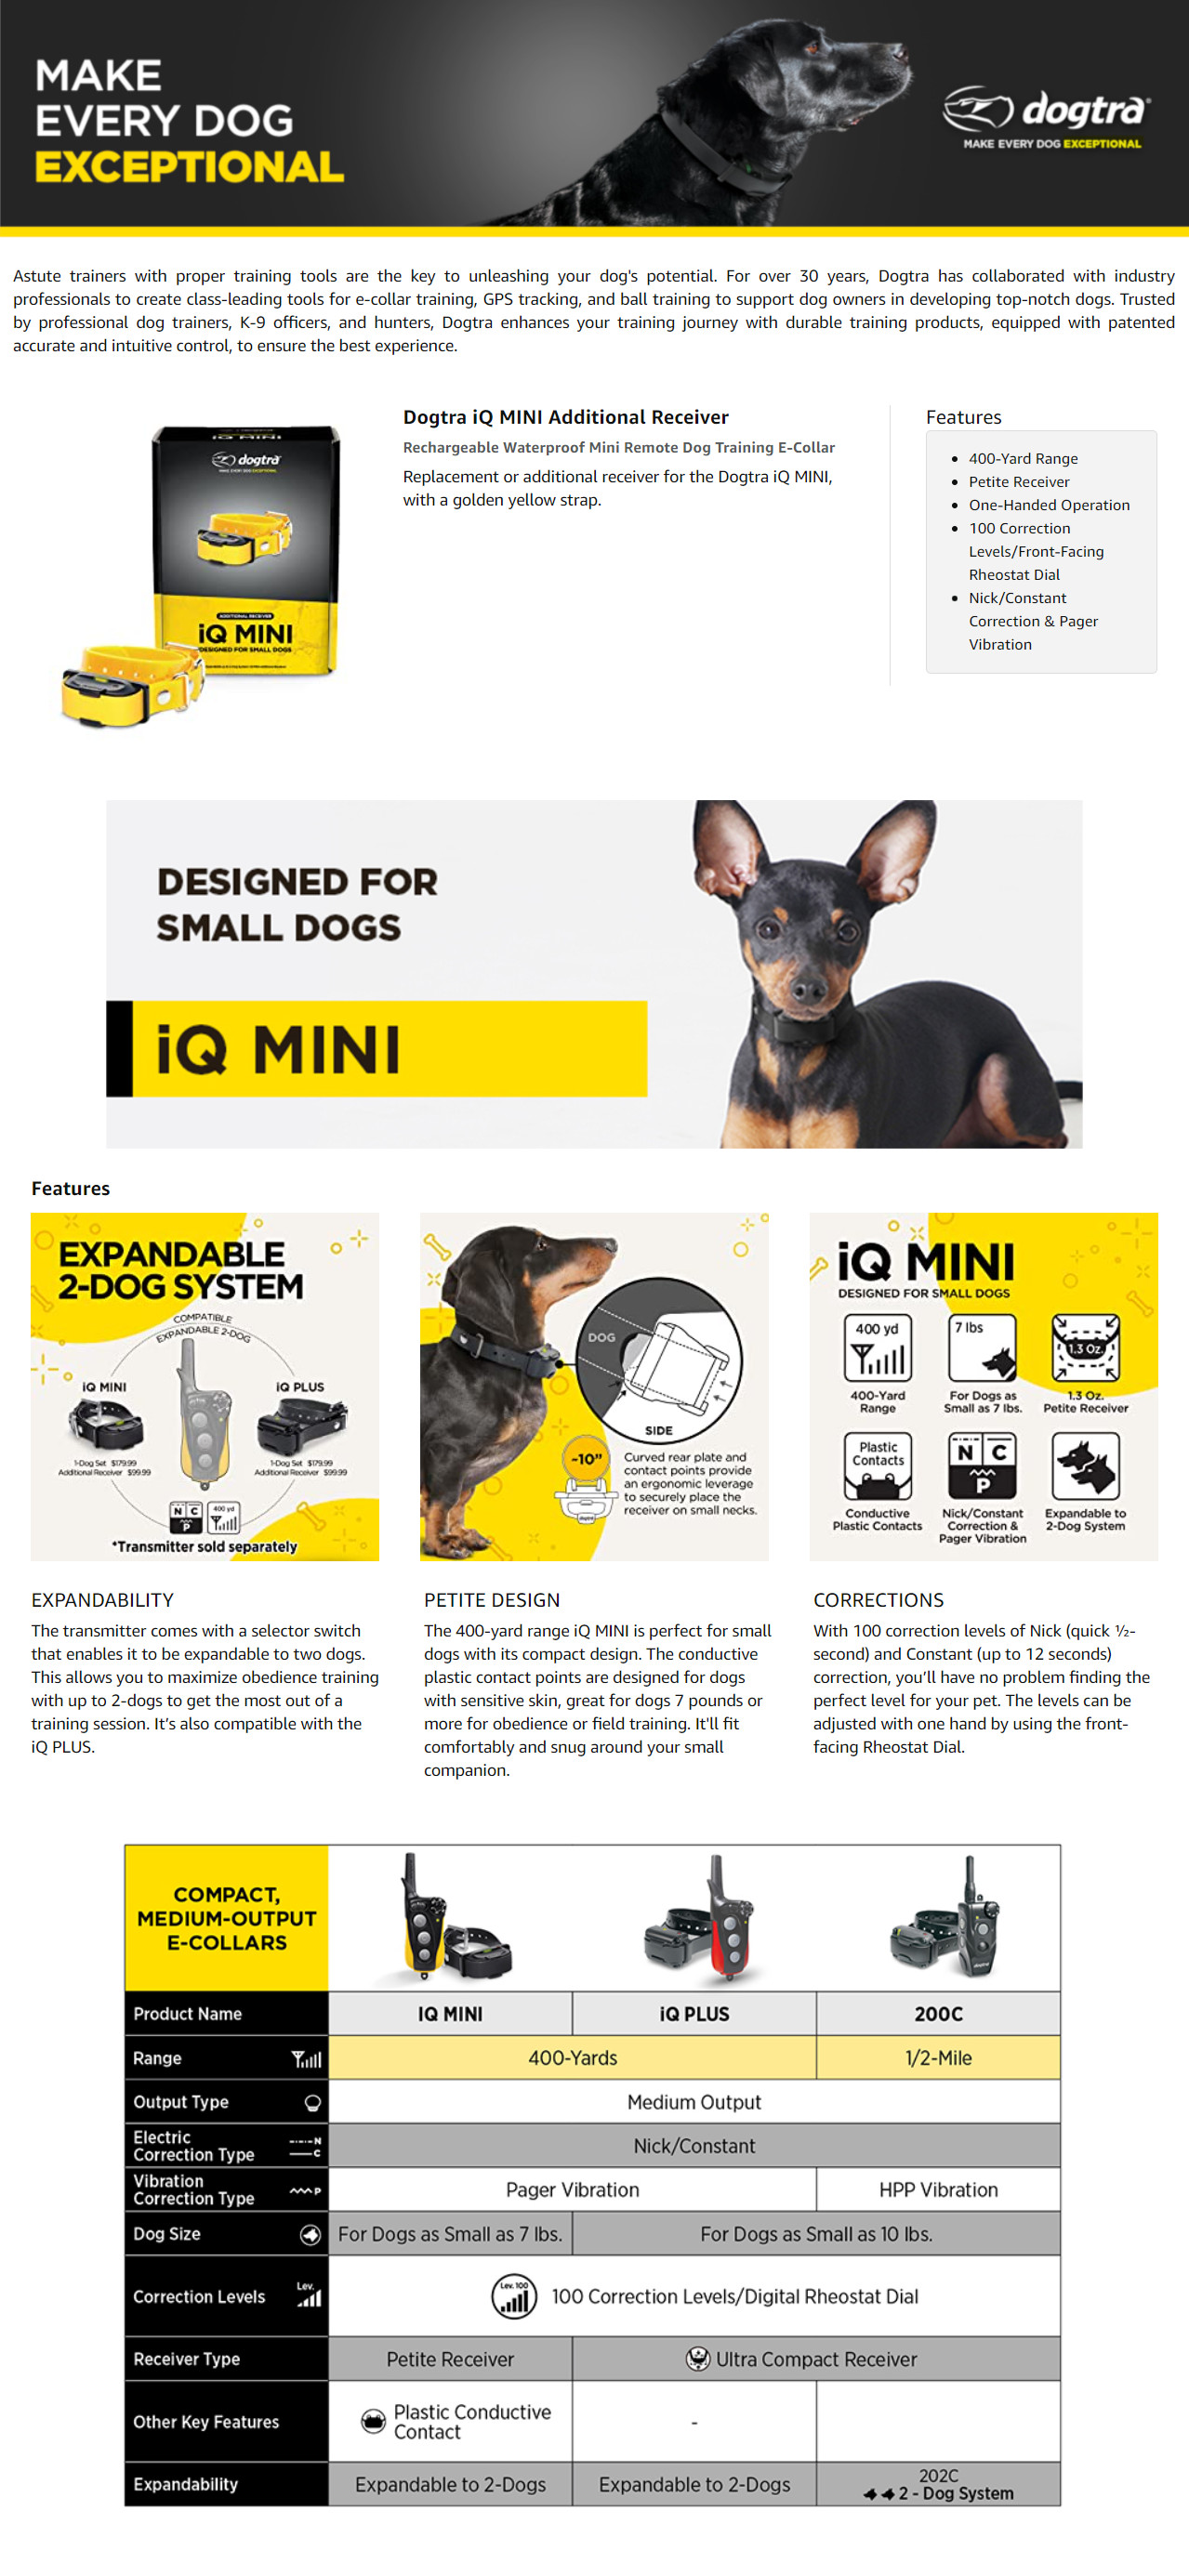 MAKE
EVERY DOG
EXCEPTIONAL
dogtra
MAKE EVERY DOG EXCEPTIONAL
Astute trainers with proper training tools are the key to unleashing your dog's potential. For over 30 years, Dogtra has collaborated with industry
professionals to create class-leading tools for e-collar training, GPS tracking, and ball training to support dog owners in developing top-notch dogs. Trusted
by professional dog trainers, K-9 officers, and hunters, Dogtra enhances your training journey with durable training products, equipped with patented
accurate and intuitive control, to ensure the best experience.
iQ MINI
dogtra
MAKE EVERY DOG EXCEPTIONAL
ADDITIONAL RECEIVER
iQ MINI
DESIGNED FOR SMALL DOGS
Dogtra iQ MINI Additional Receiver
Rechargeable Waterproof Mini Remote Dog Training E-Collar
Replacement or additional receiver for the Dogtra iQ MINI,
with a golden yellow strap.
Features
• 400-Yard Range
• Petite Receiver
• One-Handed Operation
• 100 Correction
Levels/Front-Facing
Rheostat Dial
• Nick/Constant
Correction & Pager
Vibration
DESIGNED FOR
SMALL DOGS
iQ MINI
Features
EXPANDABLE
2-DOG SYSTEM
COMPATIBLE
EXPANDABLE 2-DOG
iQ MINI
iQ PLUS
1-Dog Set $179.99
Additional Receiver $99.99
1-Dog Set $179.99
Additional Receiver $99.99
N C
P
400 yd
*Transmitter sold separately
DOG
SIDE
~10"
Curved rear plate and
contact points provide
an ergonomic leverage
to securely place the
receiver on small necks.
dogtra
iQ MINI
DESIGNED FOR SMALL DOGS
400 yd
7 lbs
1.3 Oz.
400-Yard
Range
For Dogs as
Small as 7 lbs.
1.3 Oz.
Petite Receiver
Plastic
Contacts
N C
P
Conductive
Plastic Contacts
Nick/Constant
Correction &
Pager Vibration
Expandable to
2-Dog System
EXPANDABILITY
The transmitter comes with a selector switch
that enables it to be expandable to two dogs.
This allows you to maximize obedience training
with up to 2-dogs to get the most out of a
training session. It’s also compatible with the
iQ PLUS.
PETITE DESIGN
The 400-yard range iQ MINI is perfect for small
dogs with its compact design. The conductive
plastic contact points are designed for dogs
with sensitive skin, great for dogs 7 pounds or
more for obedience or field training. It'll fit
comfortably and snug around your small
companion.
CORRECTIONS
With 100 correction levels of Nick (quick ½-
second) and Constant (up to 12 seconds)
correction, you’ll have no problem finding the
perfect level for your pet. The levels can be
adjusted with one hand by using the front-
facing Rheostat Dial.
COMPACT,
MEDIUM-OUTPUT
E-COLLARS
Product Name
IQ MINI
iQ PLUS
200C
Range
400-Yards
1/2-Mile
Output Type
Medium Output
Electric
Correction Type
N
C
Nick/Constant
Vibration
Correction Type
P
Pager Vibration
HPP Vibration
Dog Size
For Dogs as Small as 7 lbs.
For Dogs as Small as 10 lbs.
Correction Levels
Lev.
Lev. 100
100 Correction Levels/Digital Rheostat Dial
Receiver Type
Petite Receiver
Ultra Compact Receiver
Other Key Features
Plastic Conductive
Contact
-
Expandability
Expandable to 2-Dogs
Expandable to 2-Dogs
202C
2 - Dog System